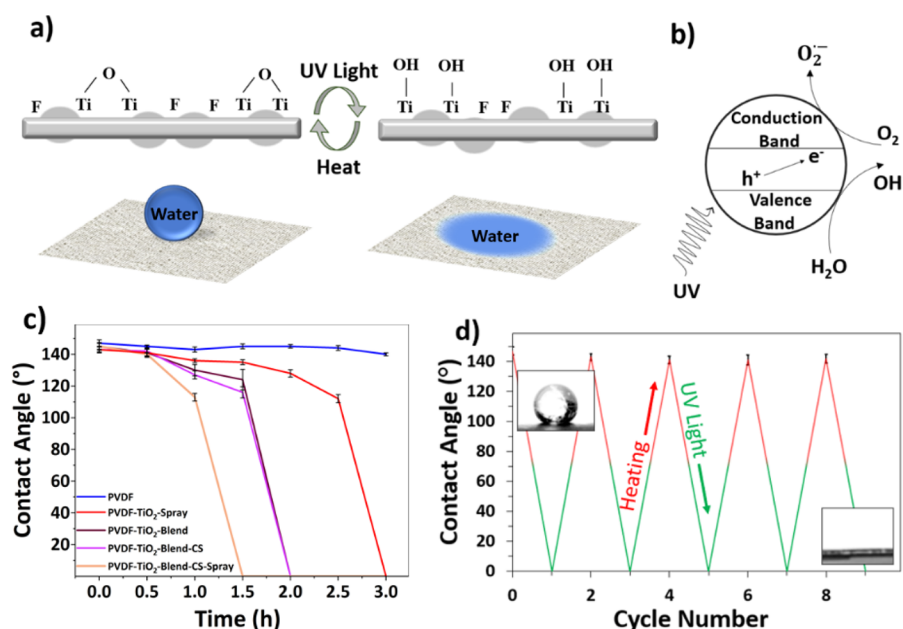 a)
UV Light
Heat
F Ti O Ti F F Ti O Ti
OH OH OH OH
Ti Ti F F Ti Ti
Water
Water
b)
O₂·−
Conduction
Band
O₂
h⁺ e⁻
OH
Valence
Band
UV
H₂O
c)
Contact Angle (°)
140
120
100
80
60
40
20
PVDF
PVDF-TiO₂-Spray
PVDF-TiO₂-Blend
PVDF-TiO₂-Blend-CS
PVDF-TiO₂-Blend-CS-Spray
0.0 0.5 1.0 1.5 2.0 2.5 3.0
Time (h)
d)
Contact Angle (°)
140
120
100
80
60
40
20
0
Heating
UV Light
0 2 4 6 8
Cycle Number